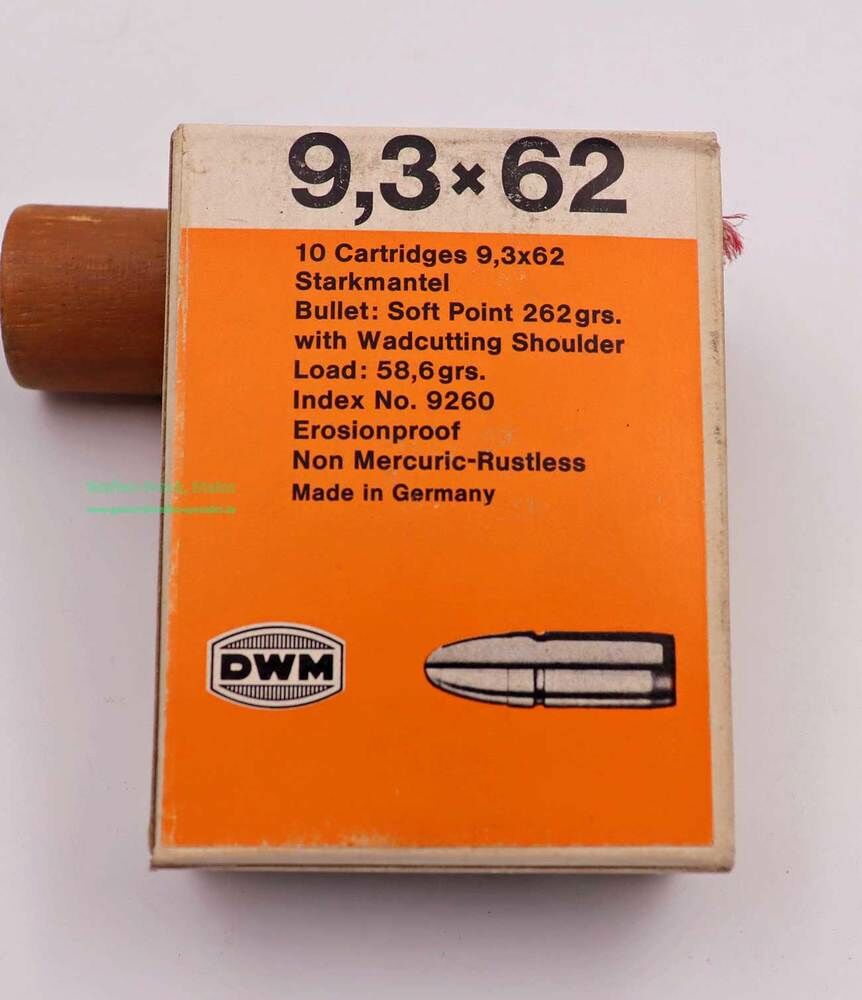 9,3×62
10 Cartridges 9,3x62
Starkmantel
Bullet: Soft Point 262grs.
with Wadcutting Shoulder
Load: 58,6grs.
Index No. 9260
Erosionproof
Non Mercuric-Rustless
Made in Germany
DWM